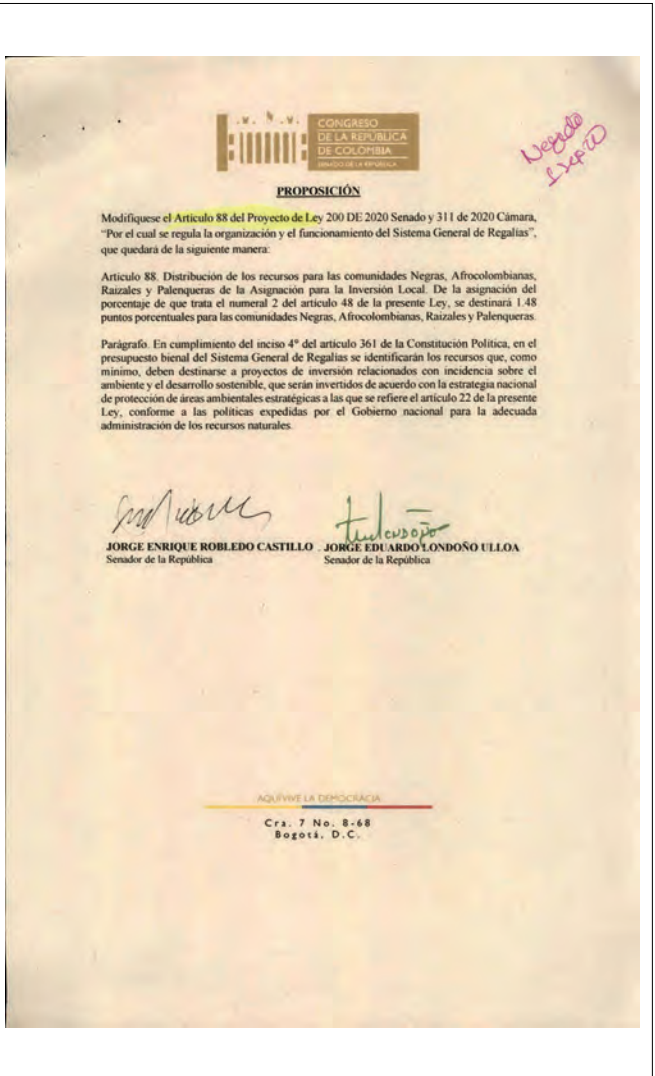 CONGRESO
DE LA REPÚBLICA
DE COLOMBIA
SENADO DE LA REPÚBLICA
Negado
1 Sep 20
PROPOSICIÓN
Modifíquese el Artículo 88 del Proyecto de Ley 200 DE 2020 Senado y 311 de 2020 Cámara,
“Por el cual se regula la organización y el funcionamiento del Sistema General de Regalías”,
que quedará de la siguiente manera:
Artículo 88. Distribución de los recursos para las comunidades Negras, Afrocolombianas,
Raizales y Palenqueras de la Asignación para la Inversión Local. De la asignación del
porcentaje de que trata el numeral 2 del artículo 48 de la presente Ley, se destinará 1.48
puntos porcentuales para las comunidades Negras, Afrocolombianas, Raizales y Palenqueras.
Parágrafo. En cumplimiento del inciso 4° del artículo 361 de la Constitución Política, en el
presupuesto bienal del Sistema General de Regalías se identificarán los recursos que, como
mínimo, deben destinarse a proyectos de inversión relacionados con incidencia sobre el
ambiente y el desarrollo sostenible, que serán invertidos de acuerdo con la estrategia nacional
de protección de áreas ambientales estratégicas a las que se refiere el artículo 22 de la presente
Ley, conforme a las políticas expedidas por el Gobierno nacional para la adecuada
administración de los recursos naturales.
JORGE ENRIQUE ROBLEDO CASTILLO JORGE EDUARDO LONDOÑO ULLOA
Senador de la República Senador de la República
AQUÍ VIVE LA DEMOCRACIA
Cra. 7 No. 8-68
Bogotá, D.C.